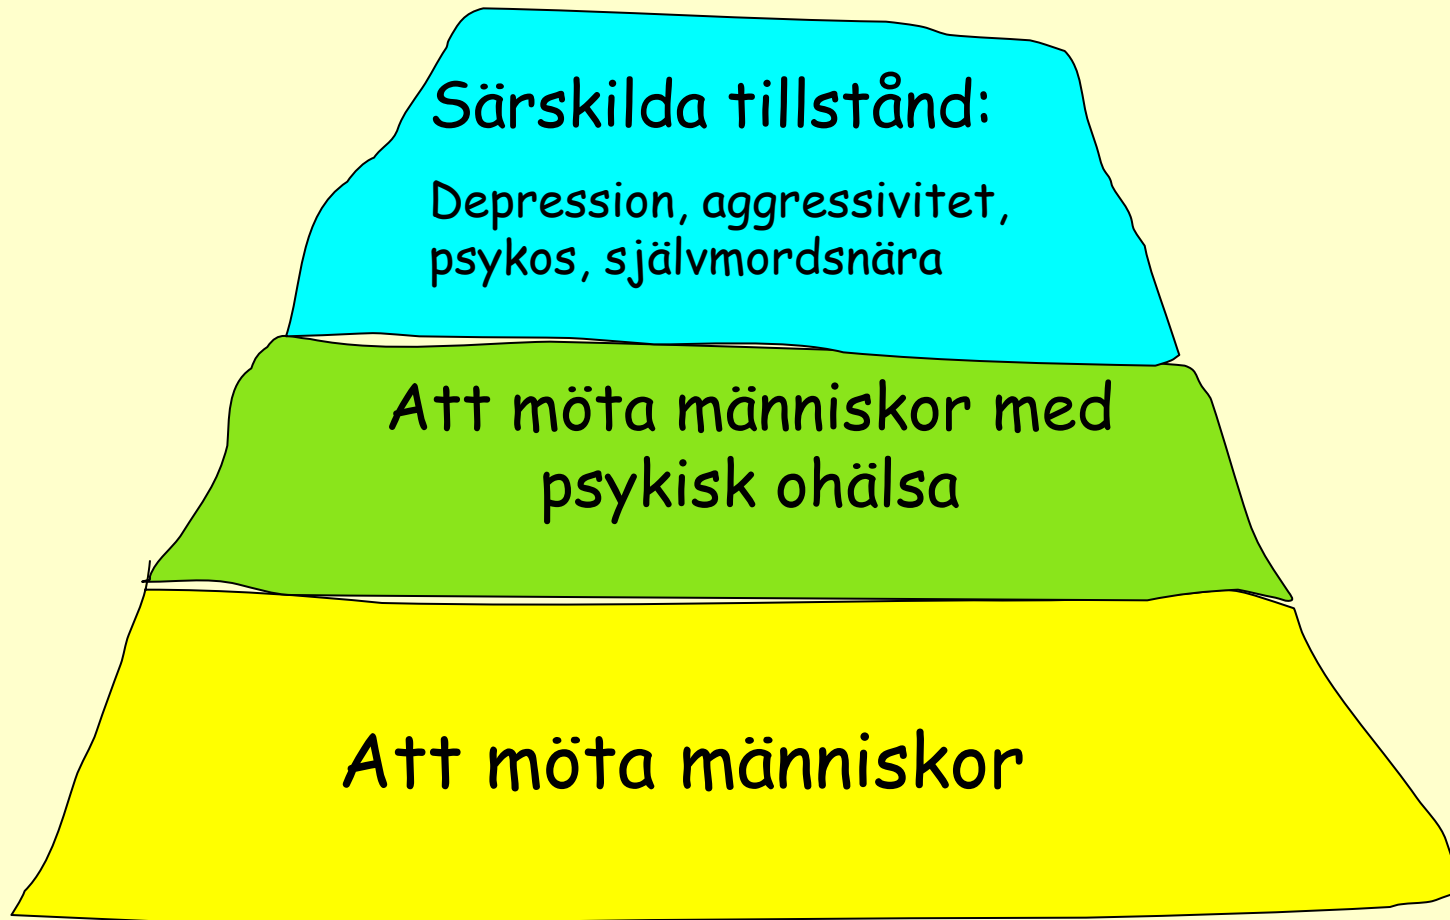 Särskilda tillstånd:
Depression, aggressivitet,
psykos, självmordsnära
Att möta människor med
psykisk ohälsa
Att möta människor